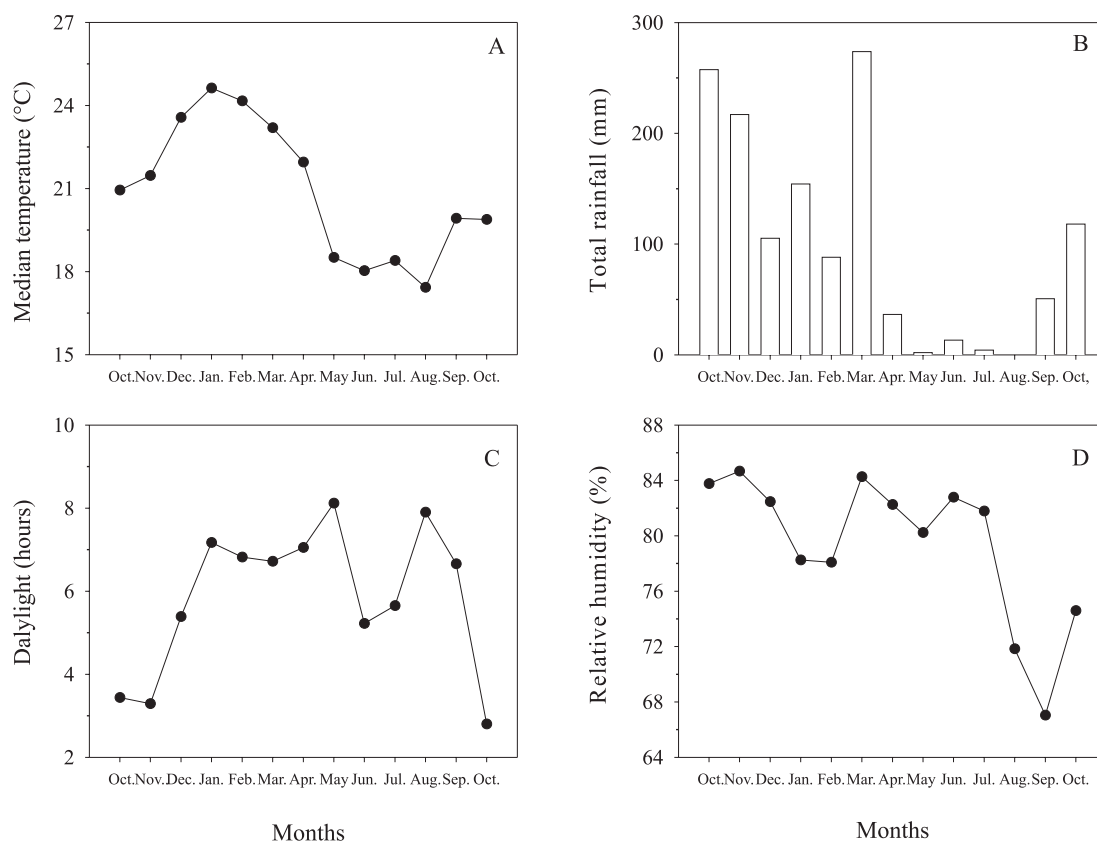 A
Median temperature (°C)
27
24
21
18
15
Oct. Nov. Dec. Jan. Feb. Mar. Apr. May Jun. Jul. Aug. Sep. Oct.
B
Total rainfall (mm)
300
200
100
0
Oct. Nov. Dec. Jan. Feb. Mar. Apr. May Jun. Jul. Aug. Sep. Oct,
C
Dalylight (hours)
10
8
6
4
2
Oct. Nov. Dec. Jan. Feb. Mar. Apr. May Jun. Jul. Aug. Sep. Oct.
Months
D
Relative humidity (%)
88
84
80
76
72
68
64
Oct. Nov. Dec. Jan. Feb. Mar. Apr. May Jun. Jul. Aug. Sep. Oct.
Months